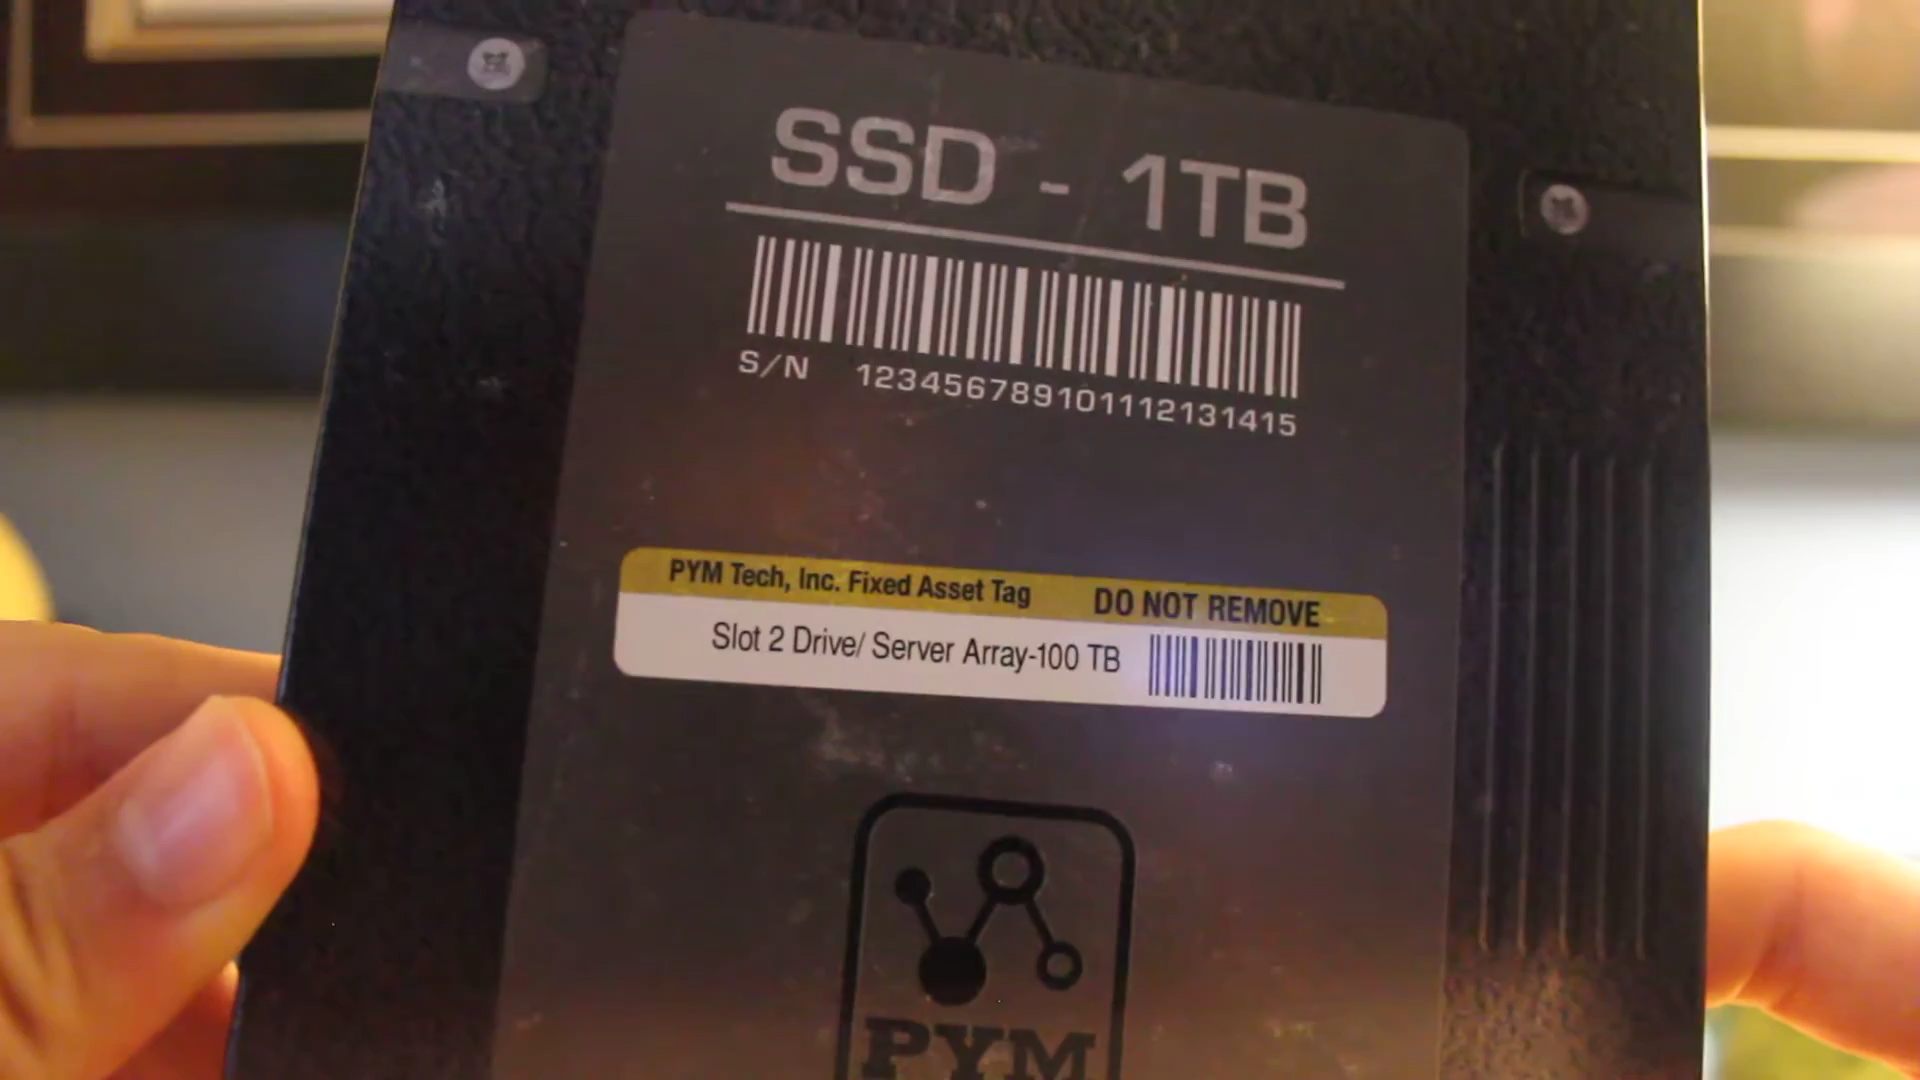 SSD - 1TB
S/N 123456789101112131415
PYM Tech, Inc. Fixed Asset Tag DO NOT REMOVE
Slot 2 Drive/ Server Array-100 TB
PYM